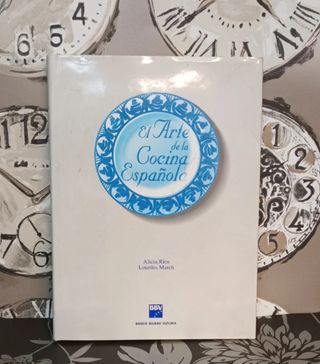 El Arte
de la
Cocina
Española
Alicia Ríos
Lourdes March
BBV
BANCO BILBAO VIZCAYA